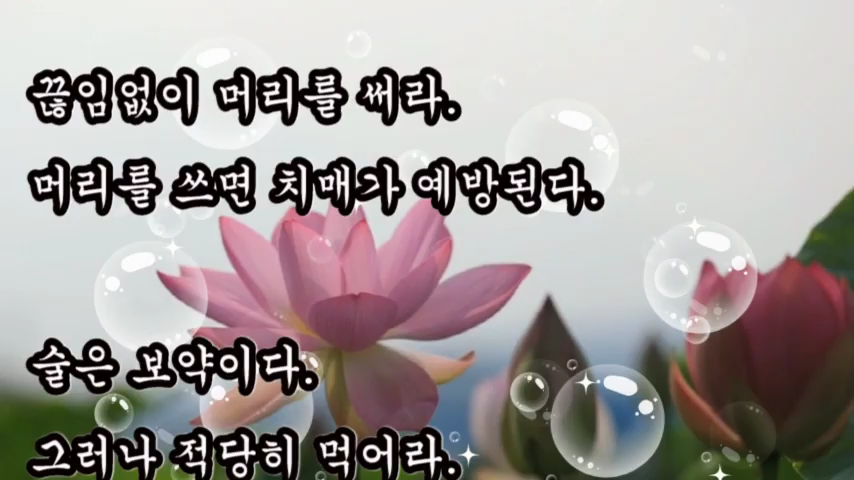 끊임없이 머리를 써라.
머리를 쓰면 치매가 예방된다.
술은 보약이다.
그러나 적당히 먹어라.